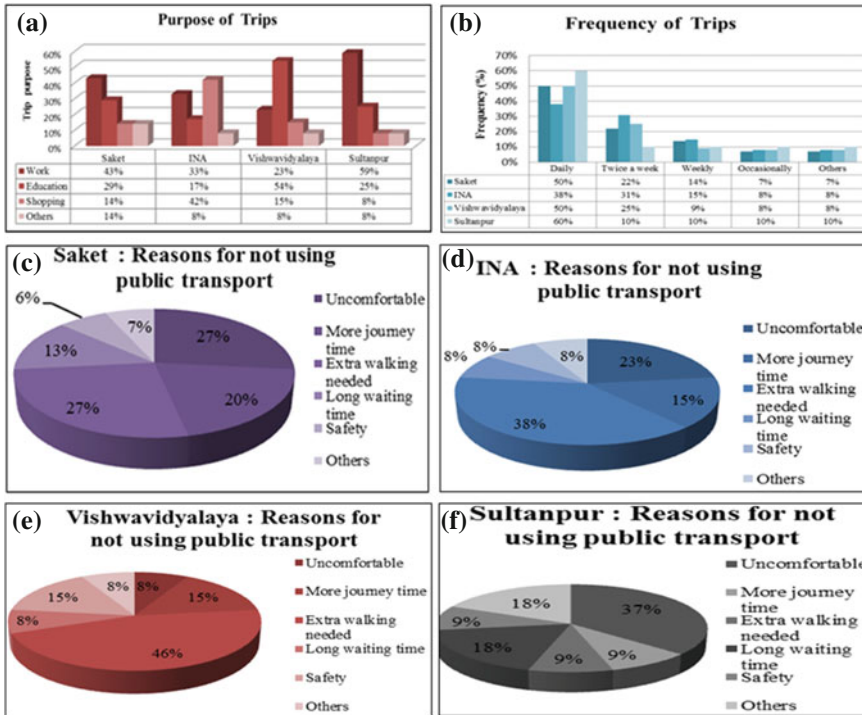 (a) Purpose of Trips
Trip purpose
60%
50%
40%
30%
20%
10%
0%
Saket INA Vishwavidyalaya Sultanpur
Work 43% 33% 23% 59%
Education 29% 17% 54% 25%
Shopping 14% 42% 15% 8%
Others 14% 8% 8% 8%
(b) Frequency of Trips
Frequency (%)
70%
60%
50%
40%
30%
20%
10%
0%
Daily Twice a week Weekly Occasionally Others
Saket 50% 22% 14% 7% 7%
INA 38% 31% 15% 8% 8%
Vishwavidyalaya 50% 25% 9% 8% 8%
Sultanpur 60% 10% 10% 10% 10%
(c) Saket : Reasons for not using
public transport
6%
7%
27%
13%
27%
20%
Uncomfortable
More journey
time
Extra walking
needed
Long waiting
time
Safety
Others
(d) INA : Reasons for not using
public transport
8%
8%
8%
23%
15%
38%
Uncomfortable
More journey
time
Extra walking
needed
Long waiting
time
Safety
Others
(e) Vishwavidyalaya : Reasons for
not using public transport
8%
8%
15%
15%
8%
46%
Uncomfortable
More journey time
Extra walking
needed
Long waiting time
Safety
Others
(f) Sultanpur : Reasons for not
using public transport
18%
37%
9%
18%
9%
9%
Uncomfortable
More journey
time
Extra walking
needed
Long waiting
time
Safety
Others